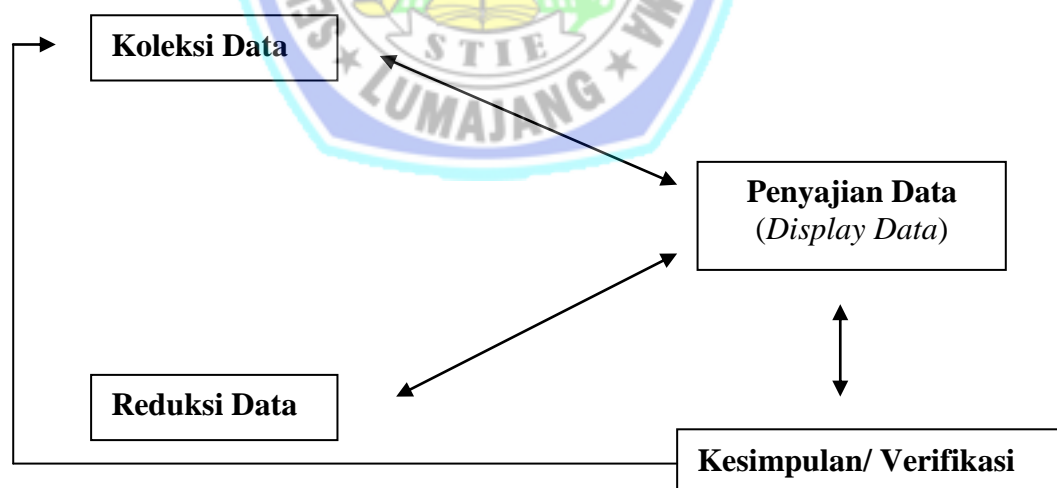 Koleksi Data
STIE
LUMAJANG
Penyajian Data
(Display Data)
Reduksi Data
Kesimpulan/ Verifikasi